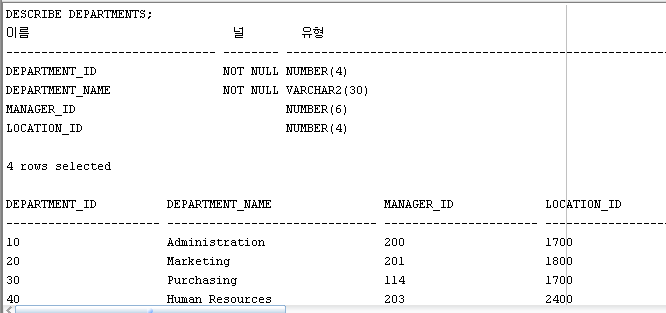 DESCRIBE DEPARTMENTS;
이름 널 유형
------------------------------ -------- ------------------------------------------------
DEPARTMENT_ID NOT NULL NUMBER(4)
DEPARTMENT_NAME NOT NULL VARCHAR2(30)
MANAGER_ID NUMBER(6)
LOCATION_ID NUMBER(4)
4 rows selected
DEPARTMENT_ID DEPARTMENT_NAME MANAGER_ID LOCATION_ID
---------------------- ------------------------------ ---------------------- -----------------
10 Administration 200 1700
20 Marketing 201 1800
30 Purchasing 114 1700
40 Human Resources 203 2400